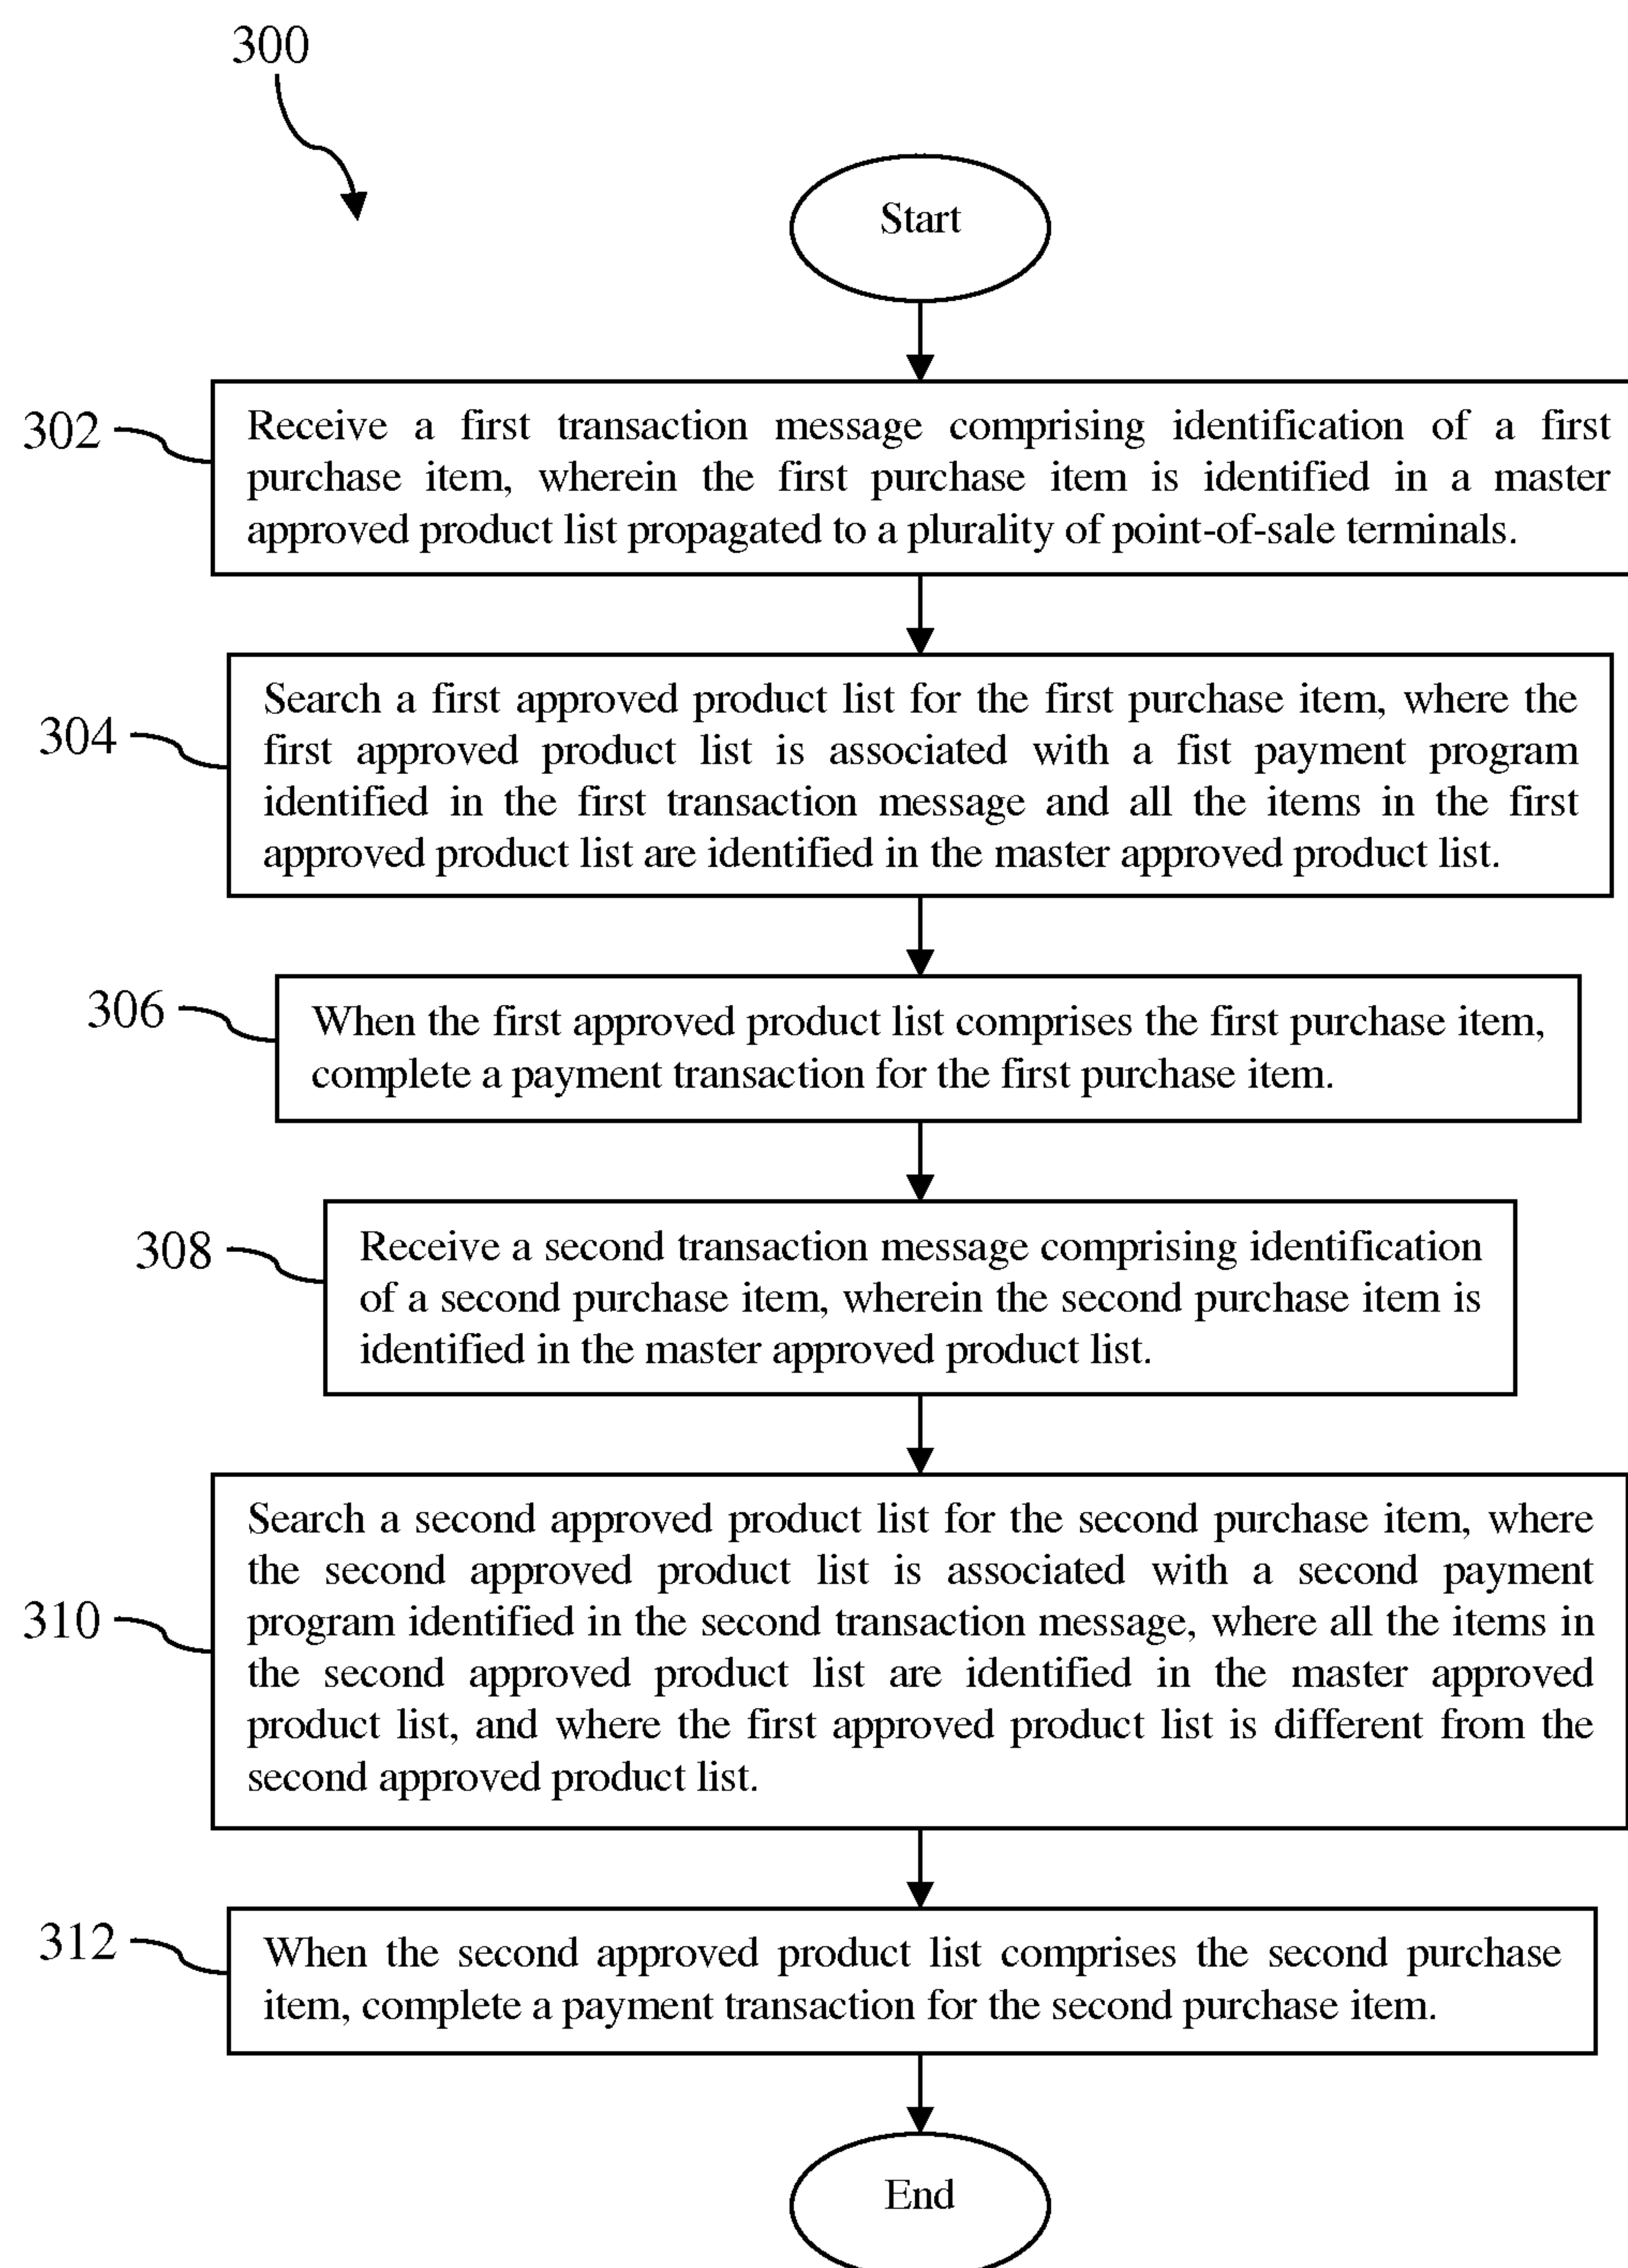 300
Start
302
Receive a first transaction message comprising identification of a first
purchase item, wherein the first purchase item is identified in a master
approved product list propagated to a plurality of point-of-sale terminals.
304
Search a first approved product list for the first purchase item, where the
first approved product list is associated with a fist payment program
identified in the first transaction message and all the items in the first
approved product list are identified in the master approved product list.
306
When the first approved product list comprises the first purchase item,
complete a payment transaction for the first purchase item.
308
Receive a second transaction message comprising identification
of a second purchase item, wherein the second purchase item is
identified in the master approved product list.
310
Search a second approved product list for the second purchase item, where
the second approved product list is associated with a second payment
program identified in the second transaction message, where all the items in
the second approved product list are identified in the master approved
product list, and where the first approved product list is different from the
second approved product list.
312
When the second approved product list comprises the second purchase
item, complete a payment transaction for the second purchase item.
End